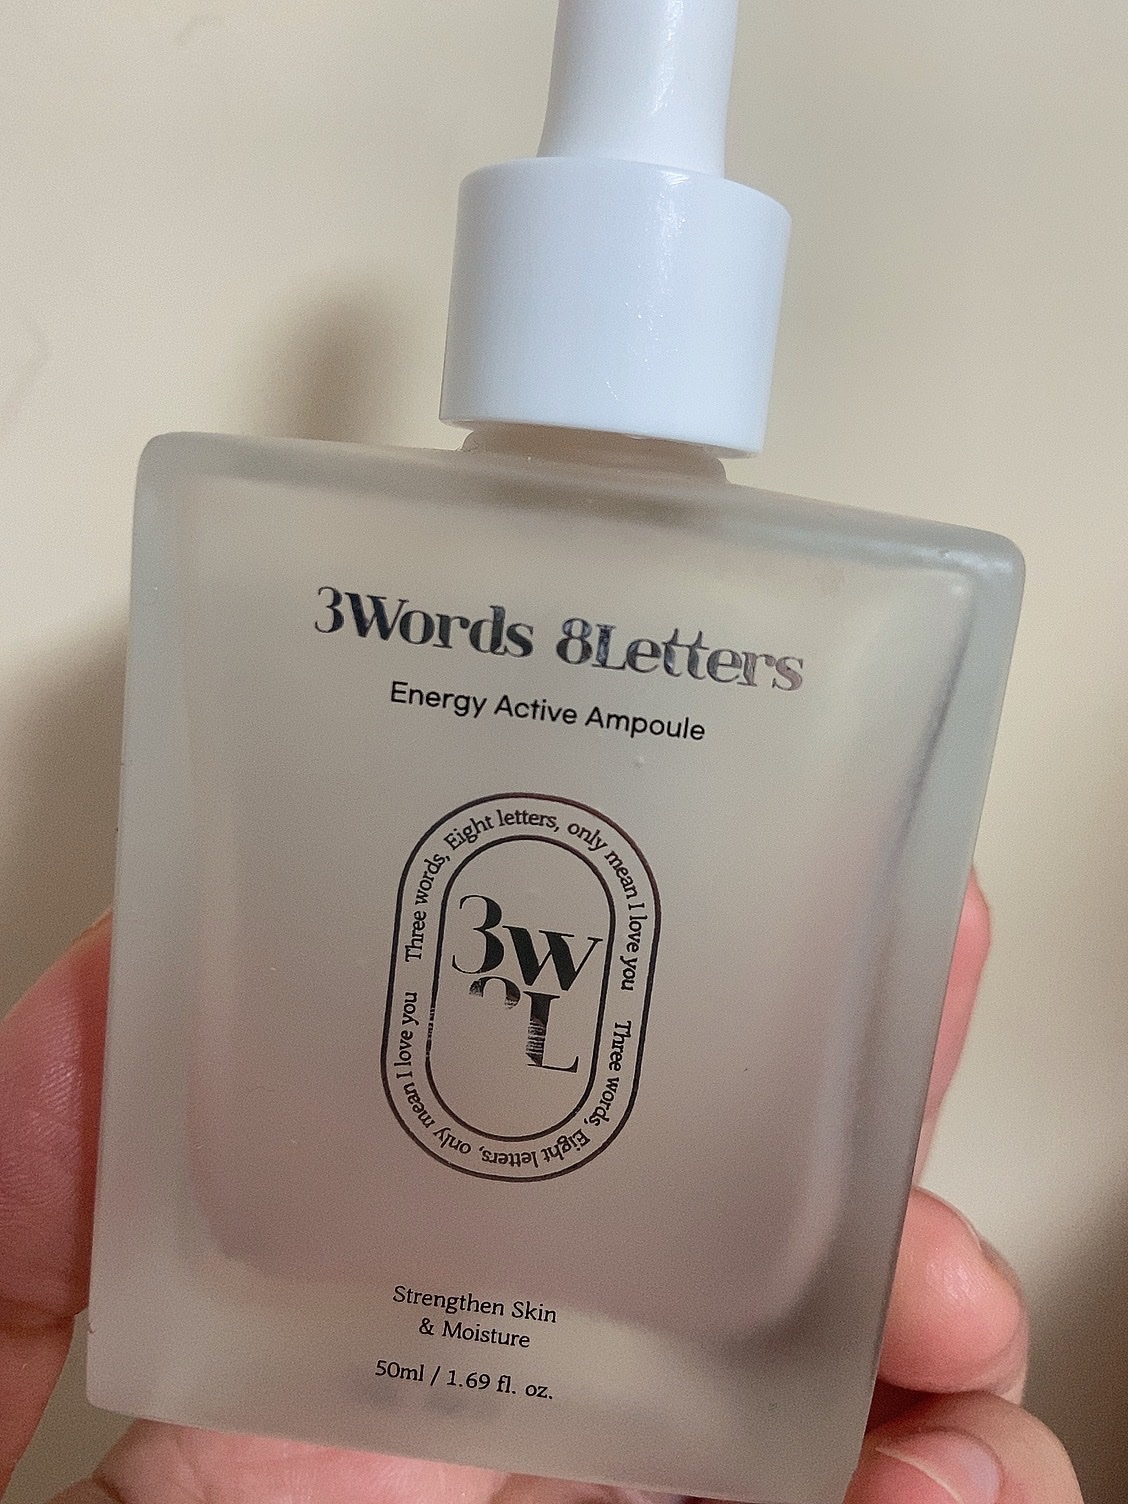 3Words 8Letters
Energy Active Ampoule
Three words, Eight letters, only mean I love you
Three words, Eight letters, only mean I love you
3W
L
Strengthen Skin
& Moisture
50ml / 1.69 fl. oz.